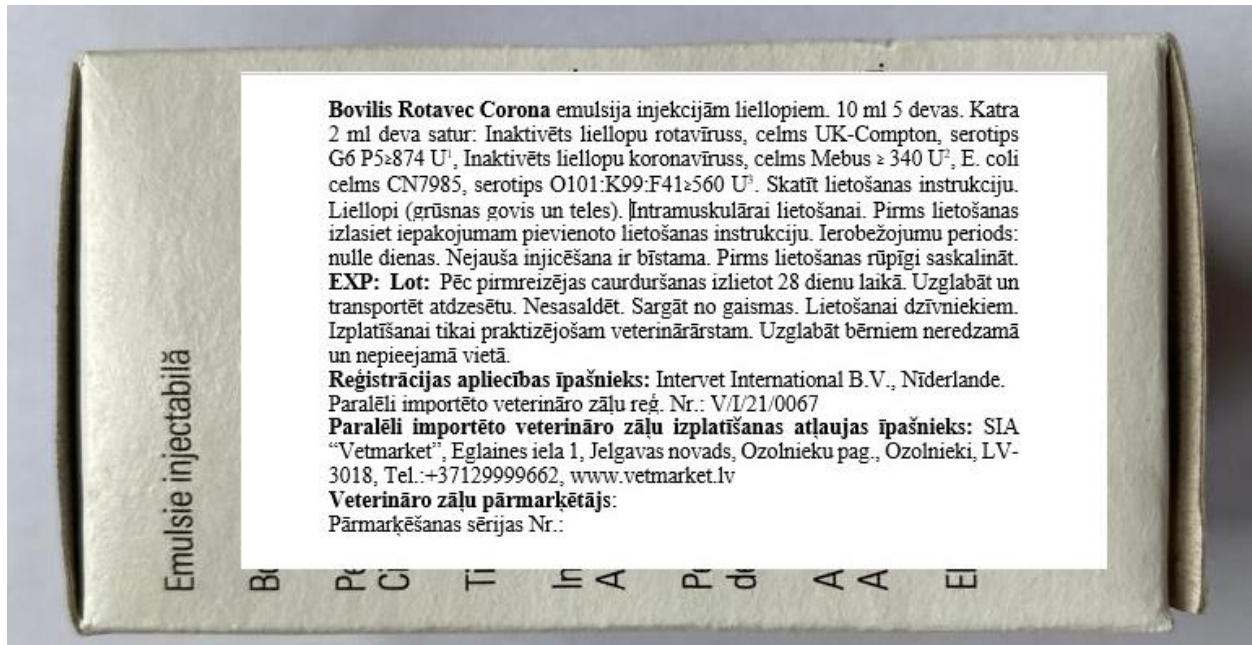 Bovilis Rotavec Corona emulsija injekcijām liellopiem. 10 ml 5 devas. Katra
2 ml deva satur: Inaktivēts liellopu rotavīruss, celms UK-Compton, serotips
G6 P5≥874 U¹, Inaktivēts liellopu koronavīruss, celms Mebus ≥ 340 U², E. coli
celms CN7985, serotips O101:K99:F41≥560 U³. Skatīt lietošanas instrukciju.
Liellopi (grūsnas govis un teles). Intramuskulārai lietošanai. Pirms lietošanas
izlasiet iepakojumam pievienoto lietošanas instrukciju. Ierobežojumu periods:
nulle dienas. Nejauša injicēšana ir bīstama. Pirms lietošanas rūpīgi saskalināt.
EXP: Lot: Pēc pirmreizējas caurduršanas izlietot 28 dienu laikā. Uzglabāt un
transportēt atdzesētu. Nesasaldēt. Sargāt no gaismas. Lietošanai dzīvniekiem.
Izplatīšanai tikai praktizējošam veterinārārstam. Uzglabāt bērniem neredzamā
un nepieejamā vietā.
Reģistrācijas apliecības īpašnieks: Intervet International B.V., Nīderlande.
Paralēli importēto veterināro zāļu reģ. Nr.: V/I/21/0067
Paralēli importēto veterināro zāļu izplatīšanas atļaujas īpašnieks: SIA
“Vetmarket”, Eglaines iela 1, Jelgavas novads, Ozolnieku pag., Ozolnieki, LV-
3018, Tel.:+37129999662, www.vetmarket.lv
Veterināro zāļu pārmarķētājs:
Pārmarķēšanas sērijas Nr.:
Emulsie injectabilă